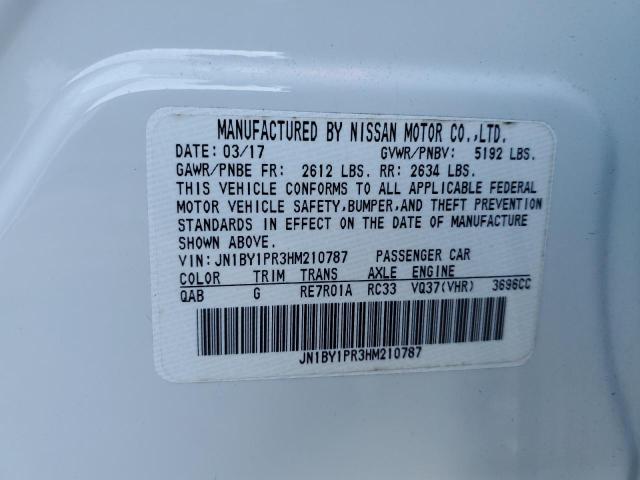 MANUFACTURED BY NISSAN MOTOR CO.,LTD.
DATE: 03/17 GVWR/PNBV: 5192 LBS.
GAWR/PNBE FR: 2612 LBS. RR: 2634 LBS.
THIS VEHICLE CONFORMS TO ALL APPLICABLE FEDERAL
MOTOR VEHICLE SAFETY,BUMPER,AND THEFT PREVENTION
STANDARDS IN EFFECT ON THE DATE OF MANUFACTURE
SHOWN ABOVE.
VIN:JN1BY1PR3HM210787 PASSENGER CAR
COLOR TRIM TRANS AXLE ENGINE
QAB G RE7R01A RC33 VQ37(VHR) 3696CC
JN1BY1PR3HM210787